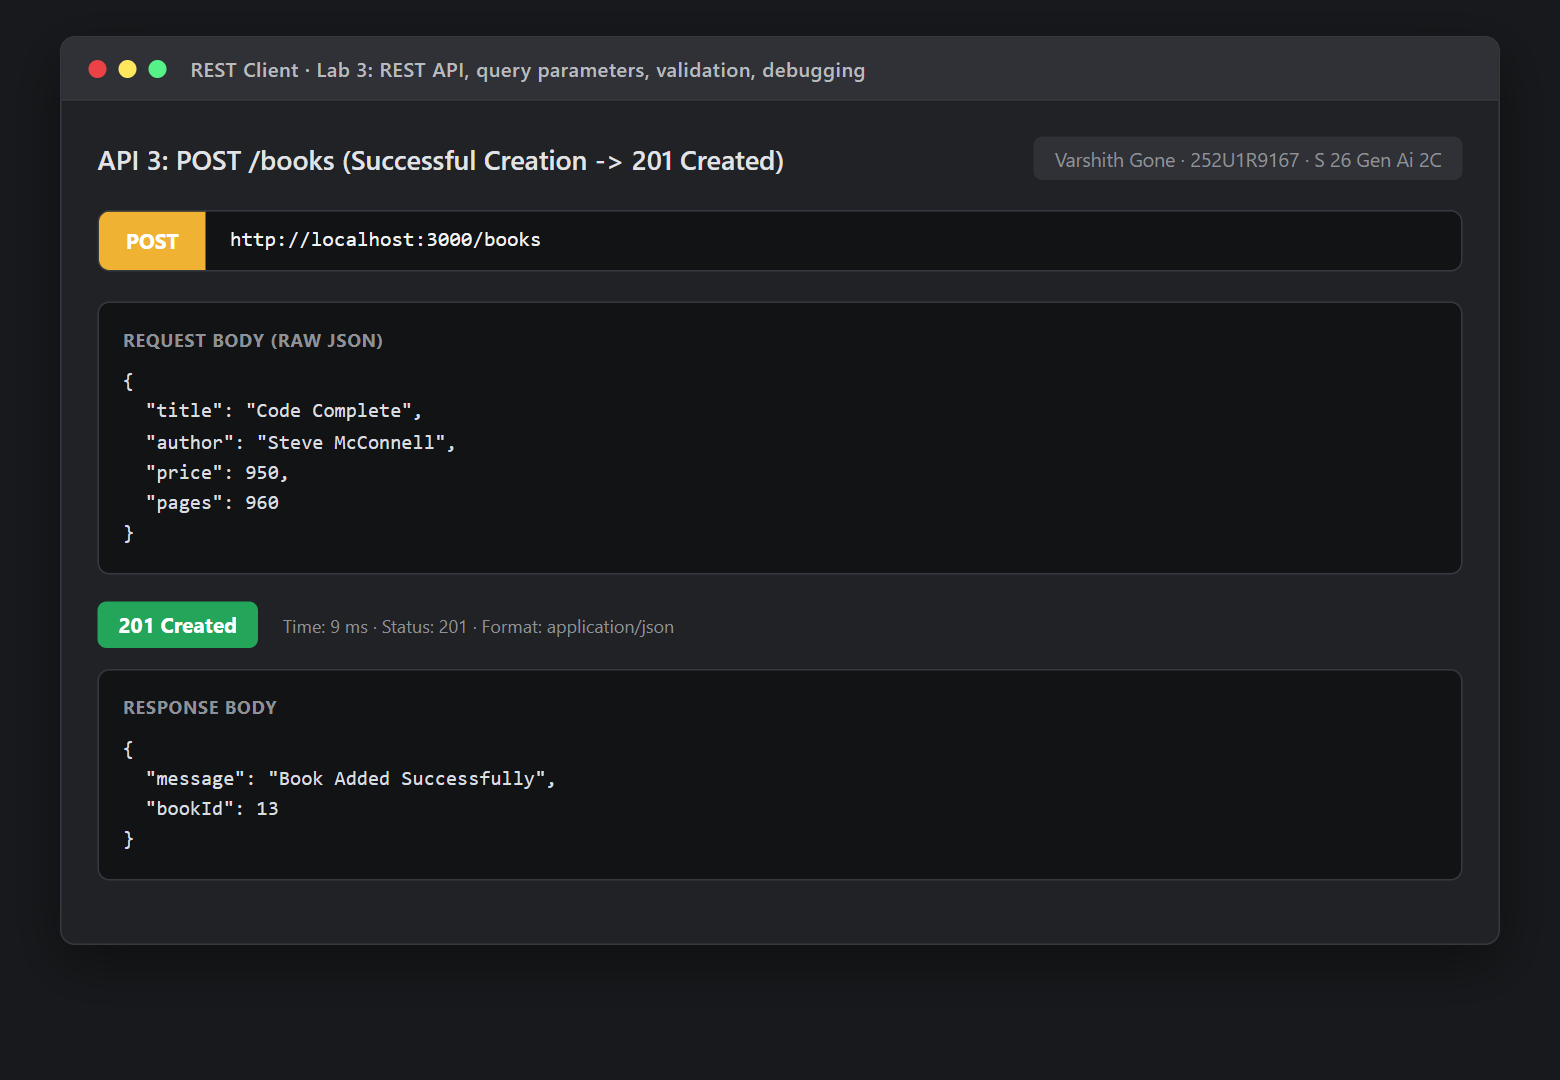 REST Client · Lab 3: REST API, query parameters, validation, debugging
API 3: POST /books (Successful Creation -> 201 Created)
Varshith Gone · 252U1R9167 · S 26 Gen Ai 2C
POST
http://localhost:3000/books
REQUEST BODY (RAW JSON)
{
  "title": "Code Complete",
  "author": "Steve McConnell",
  "price": 950,
  "pages": 960
}
201 Created
Time: 9 ms · Status: 201 · Format: application/json
RESPONSE BODY
{
  "message": "Book Added Successfully",
  "bookId": 13
}